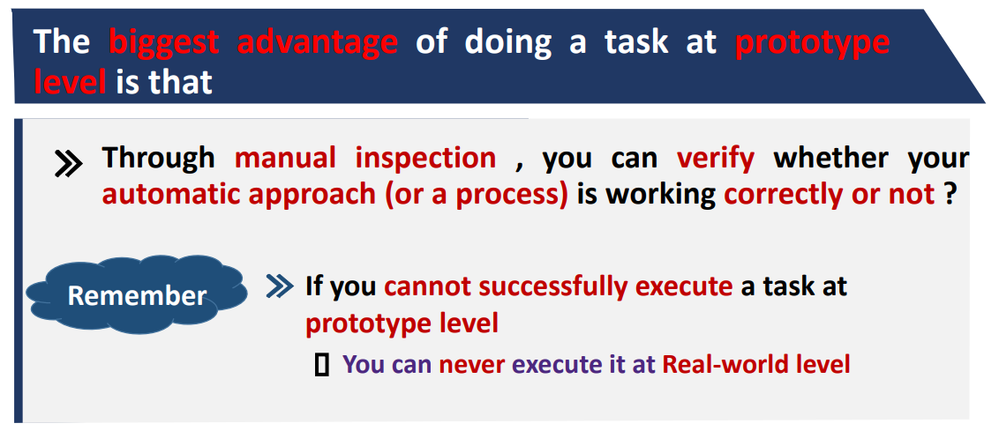 The biggest advantage of doing a task at prototype
level is that
Through manual inspection , you can verify whether your
automatic approach (or a process) is working correctly or not ?
Remember
If you cannot successfully execute a task at
prototype level
You can never execute it at Real-world level